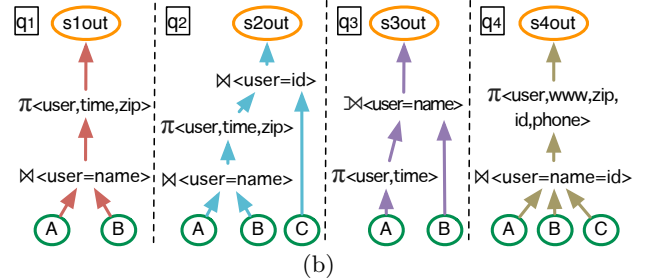 q1 s1out
π<user,time,zip>
⋈<user=name>
A B
q2 s2out
⋈<user=id>
π<user,time,zip>
⋈<user=name>
A B C
q3 s3out
⟕<user=name>
π<user,time>
A B
q4 s4out
π<user,www,zip,
id,phone>
⋈<user=name=id>
A B C
(b)